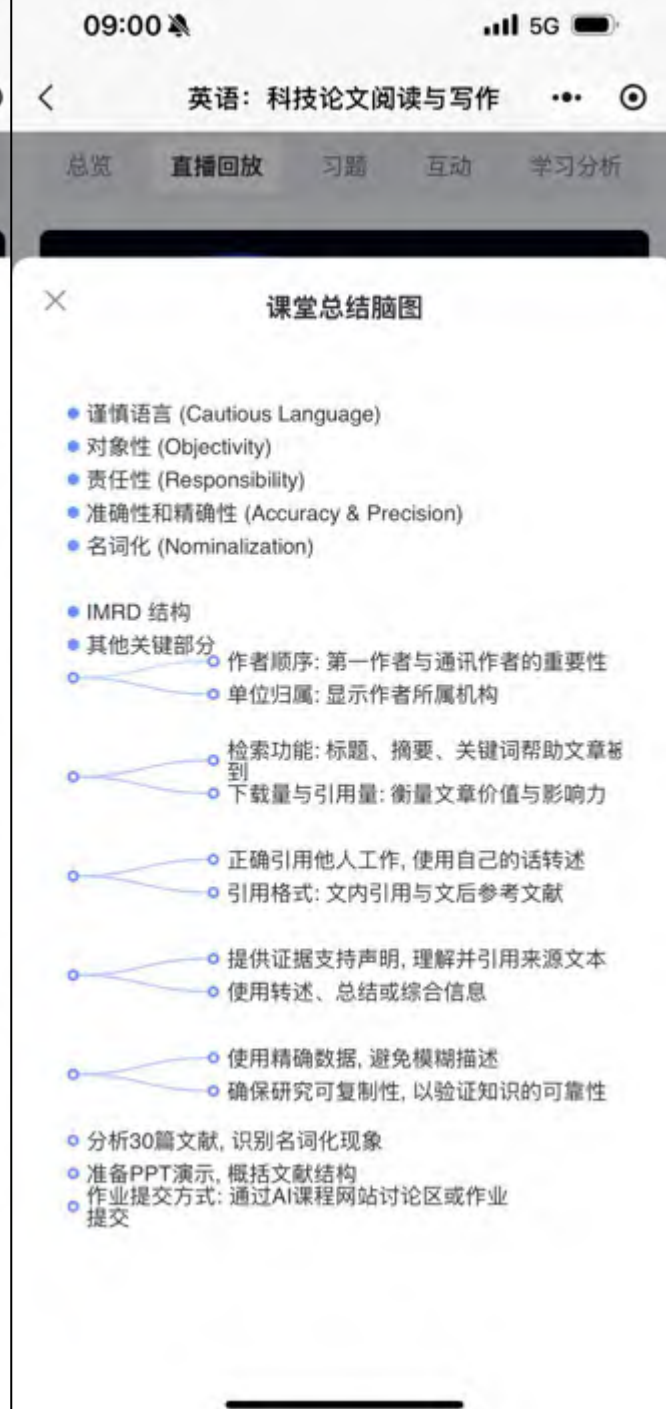 09:00
5G
英语：科技论文阅读与写作
总览 直播回放 习题 互动 学习分析
课堂总结脑图
谨慎语言 (Cautious Language)
对象性 (Objectivity)
责任性 (Responsibility)
准确性和精确性 (Accuracy & Precision)
名词化 (Nominalization)
IMRD 结构
其他关键部分
作者顺序: 第一作者与通讯作者的重要性
单位归属: 显示作者所属机构
检索功能: 标题、摘要、关键词帮助文章
到
下载量与引用量: 衡量文章价值与影响力
正确引用他人工作, 使用自己的话转述
引用格式: 文内引用与文后参考文献
提供证据支持声明, 理解并引用来源文本
使用转述、总结或综合信息
使用精确数据, 避免模糊描述
确保研究可复制性, 以验证知识的可靠性
分析30篇文献, 识别名词化现象
准备PPT演示, 概括文献结构
作业提交方式: 通过AI课程网站讨论区或作业
提交